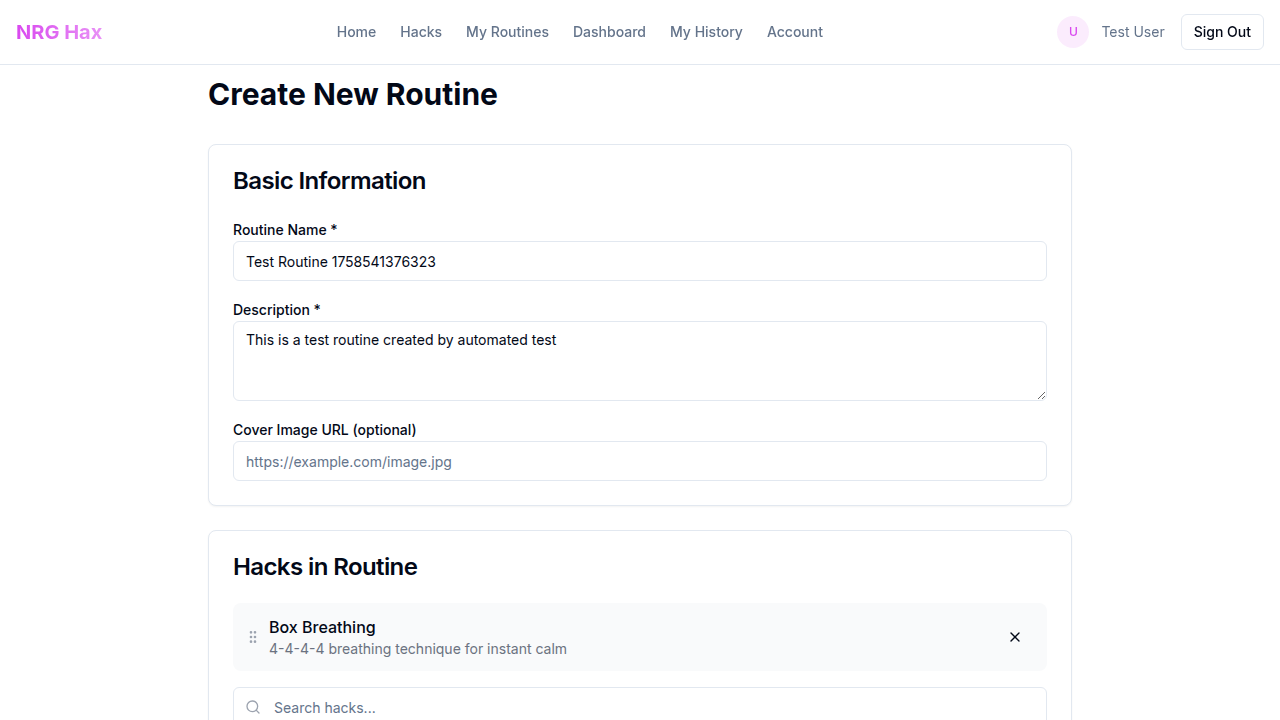 NRG Hax
Home
Hacks
My Routines
Dashboard
My History
Account
U
Test User
Sign Out
Create New Routine
Basic Information
Routine Name *
Test Routine 1758541376323
Description *
This is a test routine created by automated test
Cover Image URL (optional)
https://example.com/image.jpg
Hacks in Routine
Box Breathing
4-4-4-4 breathing technique for instant calm
Search hacks...